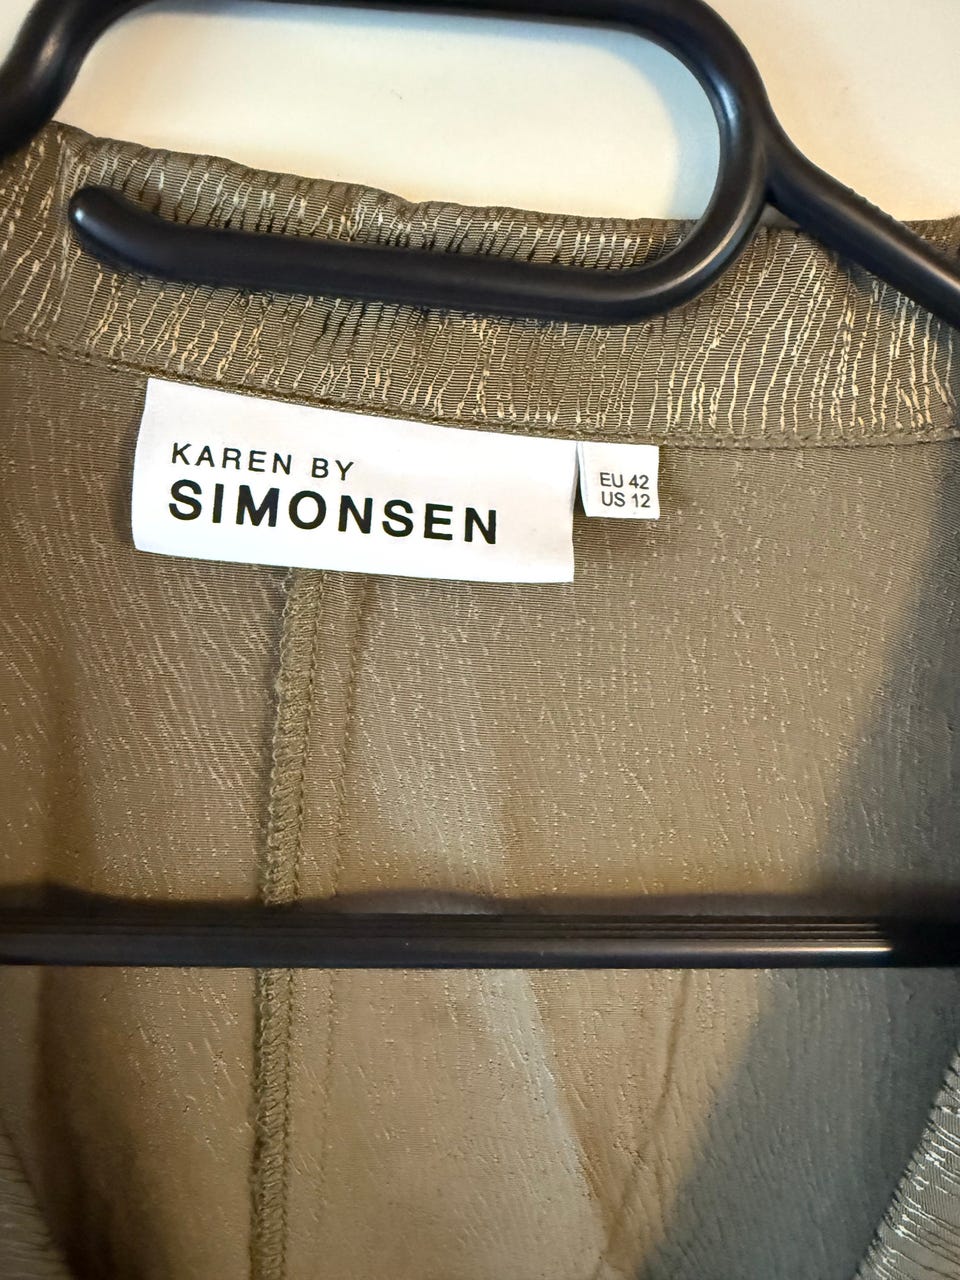 KAREN BY
SIMONSEN
EU 42
US 12